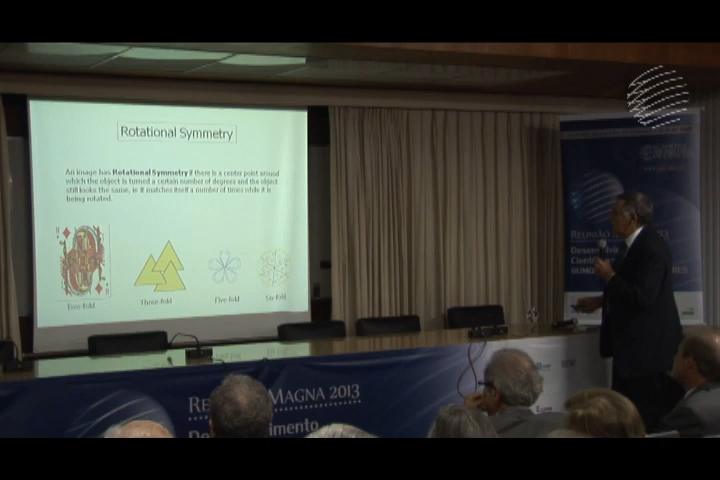 Rotational Symmetry
An image has Rotational Symmetry if there is a center point around
which the object is turned a certain number of degrees and the object
still looks the same, ie it matches itself a number of times while it is
being rotated.
Two-fold
Three-fold
Five-fold
Six-fold
MAGNA 2013